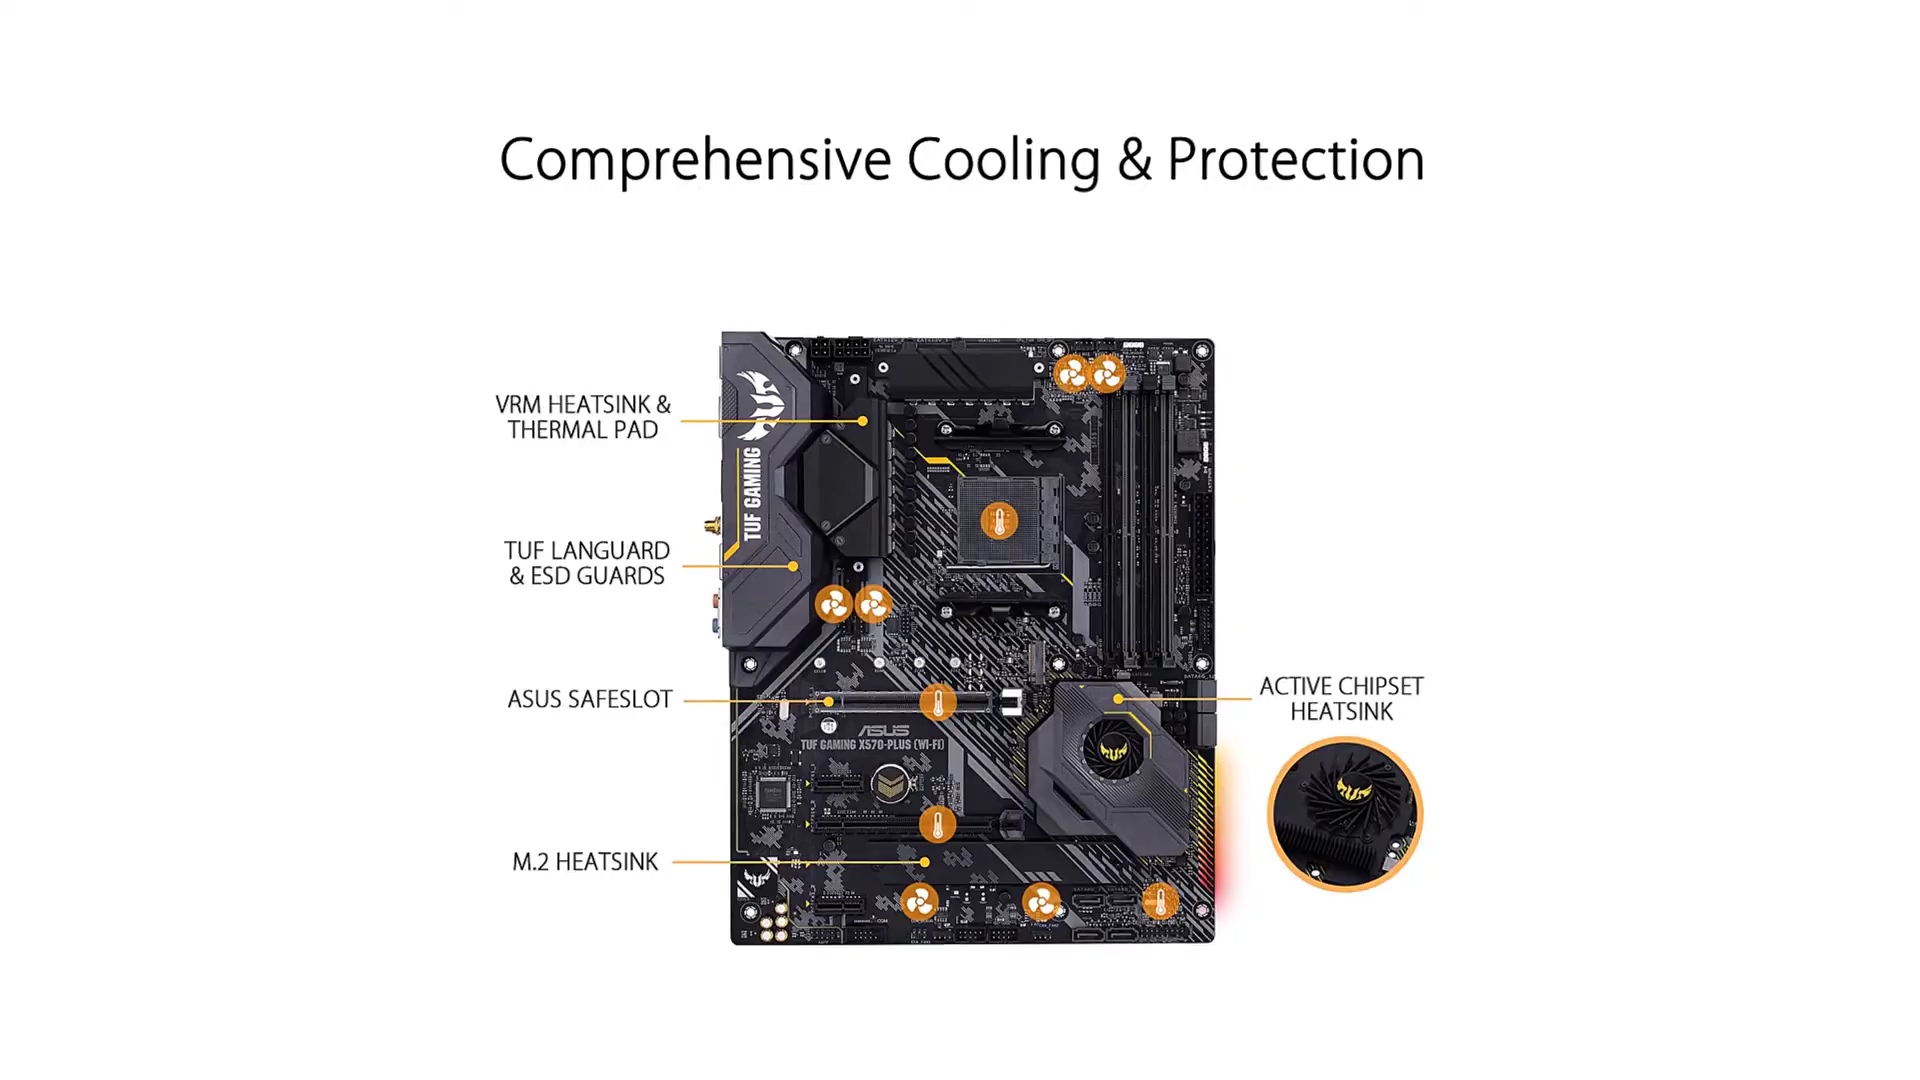 Comprehensive Cooling & Protection
VRM HEATSINK &
THERMAL PAD
TUF GAMING
TUF LANGUARD
& ESD GUARDS
ASUS SAFESLOT
ACTIVE CHIPSET
HEATSINK
ASUS
TUF GAMING X570-PLUS (WI-FI)
M.2 HEATSINK